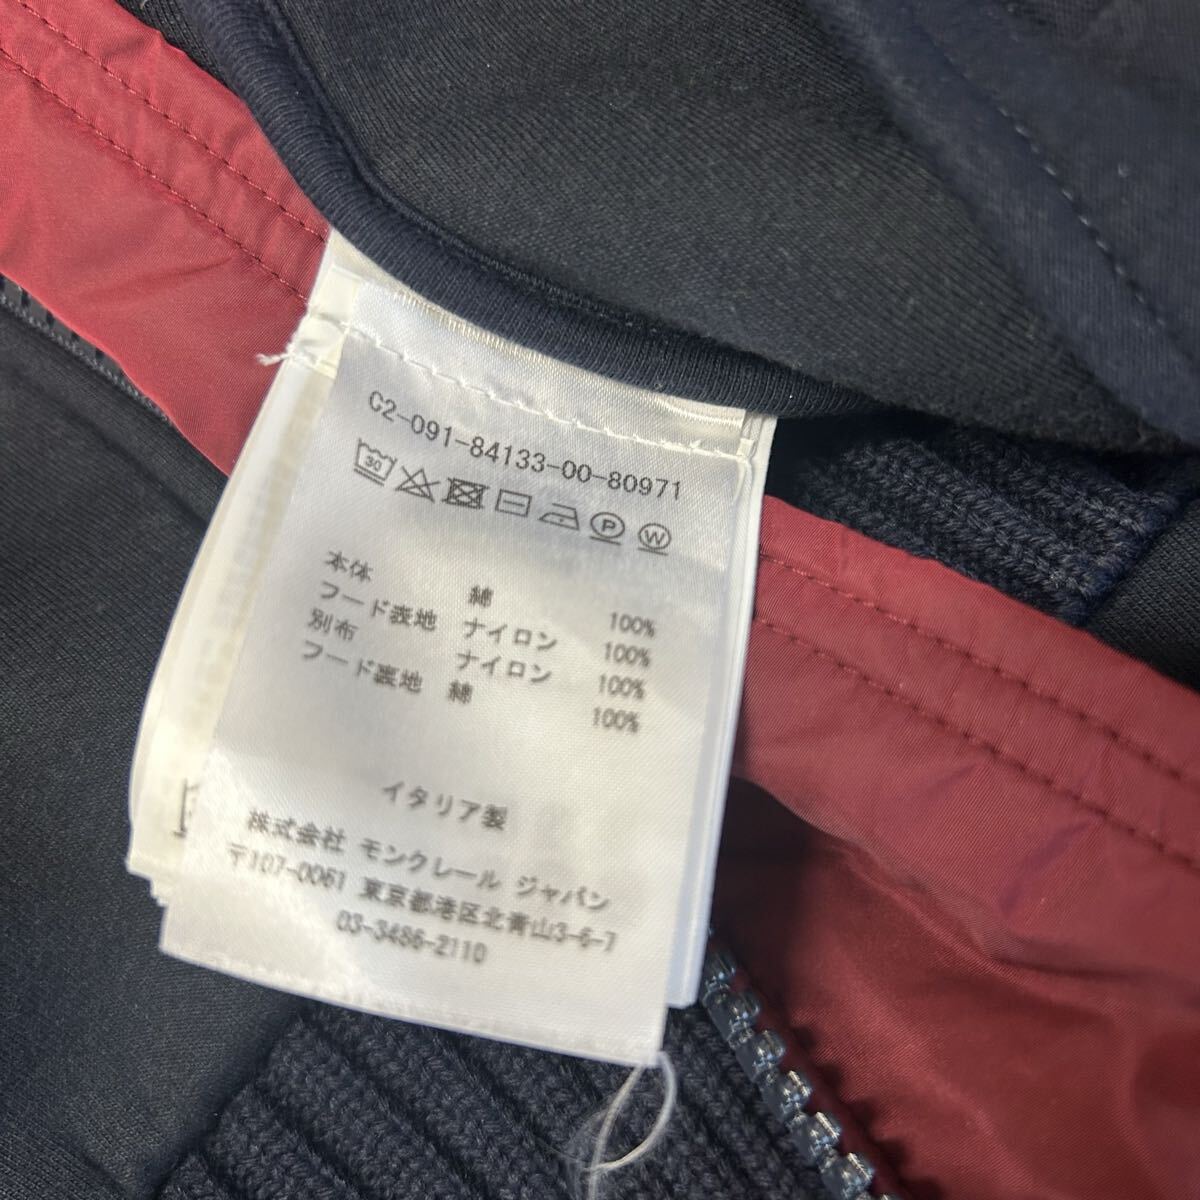 C2-091-84133-00-80971
30 P W
本体 綿 100%
フード表地 ナイロン 100%
別布 ナイロン 100%
フード裏地 綿 100%
イタリア製
株式会社 モンクレール ジャパン
〒107-0061 東京都港区北青山3-6-7
03-3486-2110